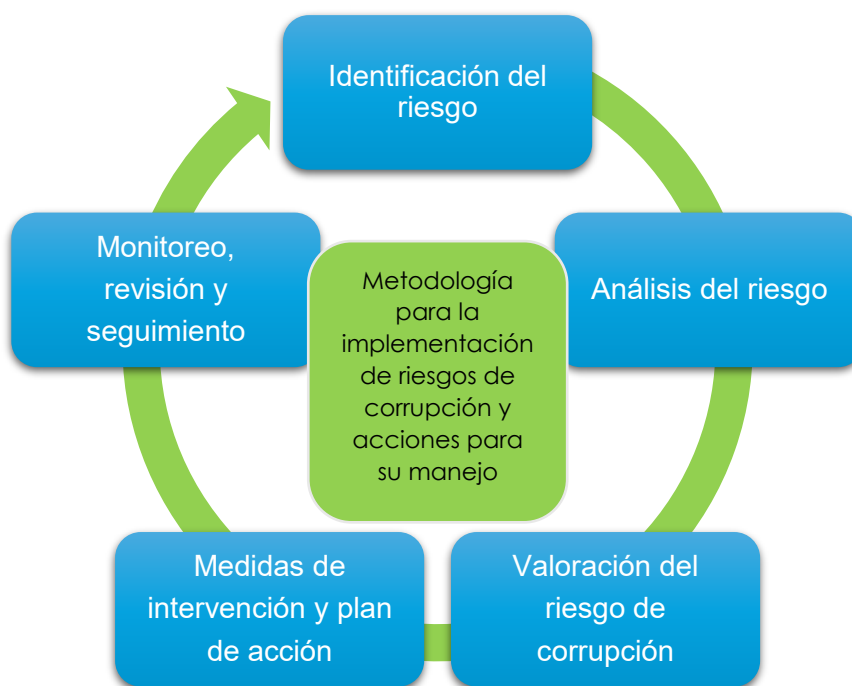 Identificación del
riesgo
Análisis del riesgo
Valoración del
riesgo de
corrupción
Medidas de
intervención y plan
de acción
Monitoreo,
revisión y
seguimiento
Metodología
para la
implementación
de riesgos de
corrupción y
acciones para
su manejo